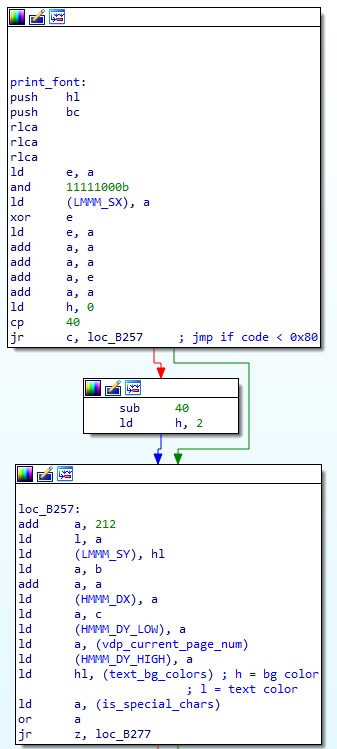 print_font:
push hl
push bc
rlca
rlca
rlca
ld e, a
and 11111000b
ld (LMMM_SX), a
xor e
ld e, a
add a, a
add a, a
add a, e
add a, a
ld h, 0
cp 40
jr c, loc_B257 ; jmp if code < 0x80
sub 40
ld h, 2
loc_B257:
add a, 212
ld l, a
ld (LMMM_SY), hl
ld a, b
add a, a
ld (HMMM_DX), a
ld a, c
ld (HMMM_DY_LOW), a
ld a, (vdp_current_page_num)
ld (HMMM_DY_HIGH), a
ld hl, (text_bg_colors) ; h = bg color
; l = text color
ld a, (is_special_chars)
or a
jr z, loc_B277